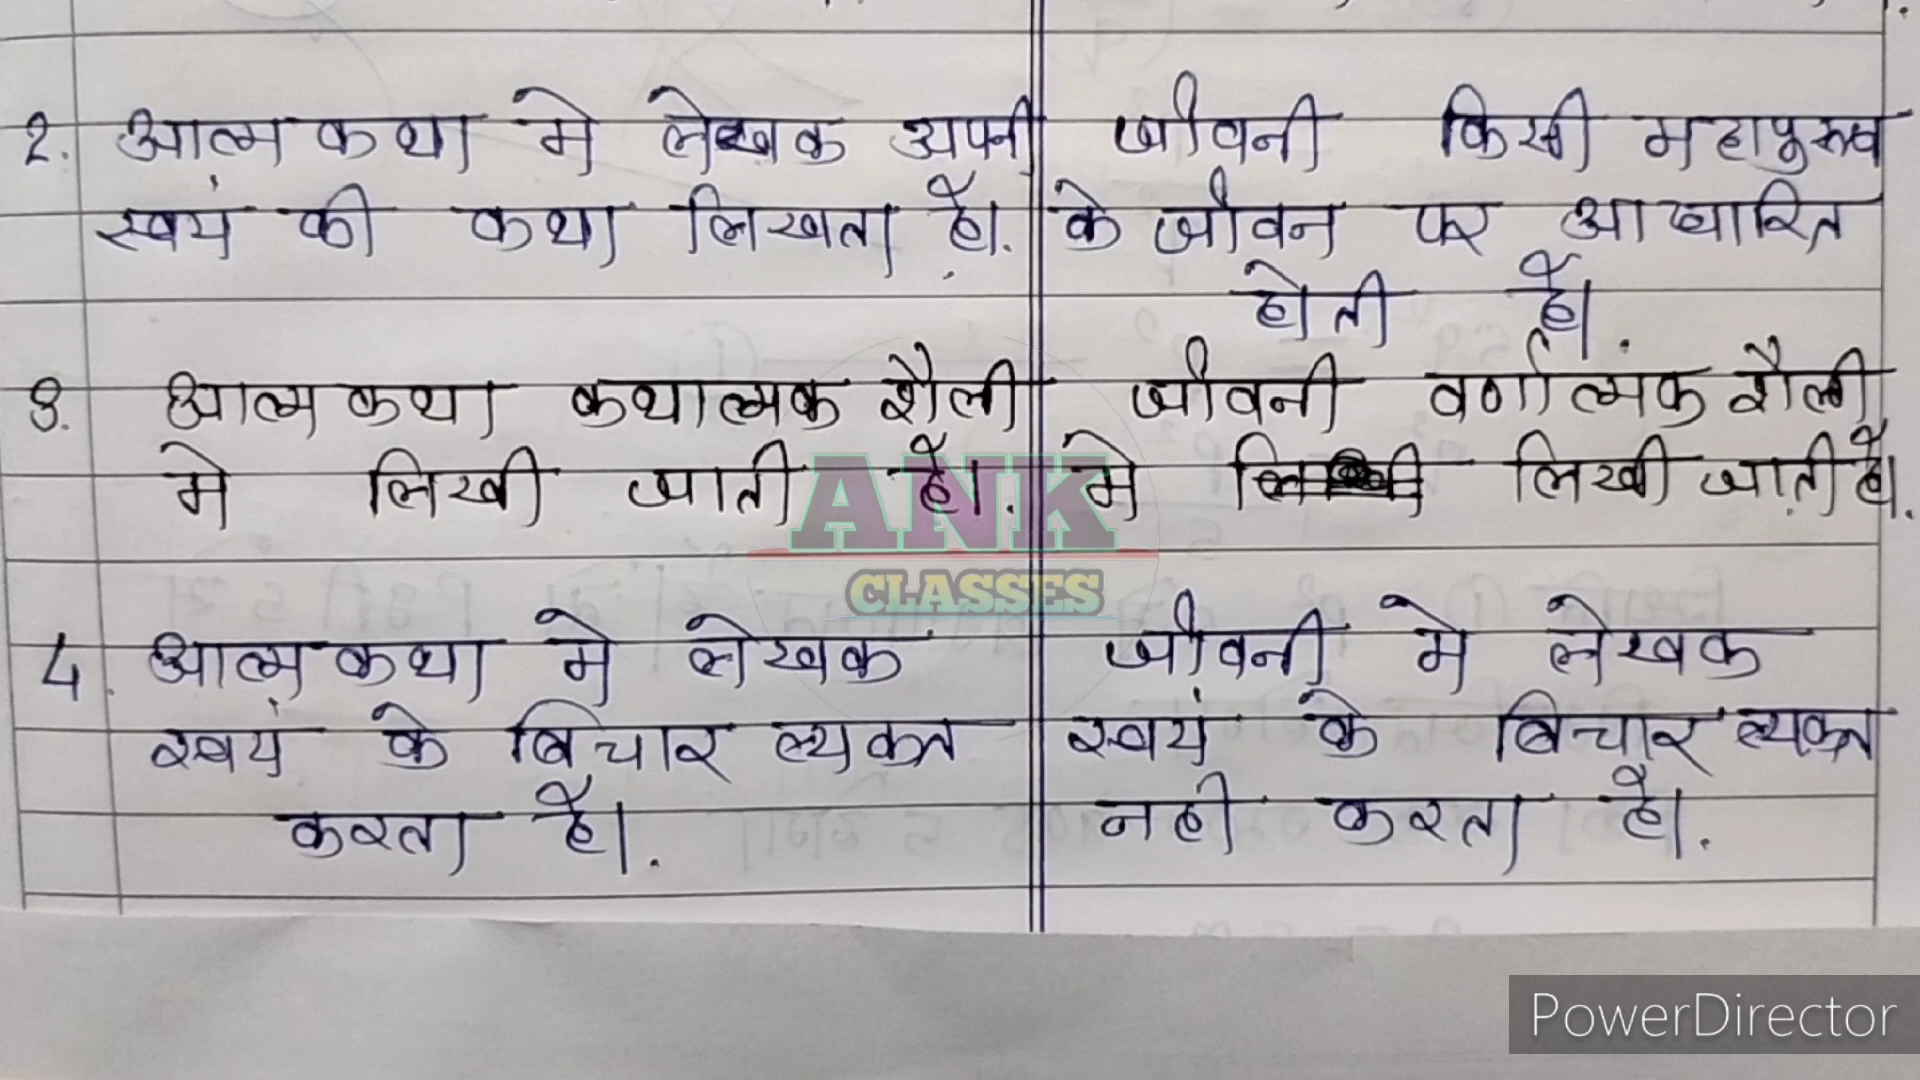 2. आत्मकथा मे लेखक अपनी
स्वयं की कथा लिखता है।.
जीवनी किसी महापुरुष
के जीवन पर आधारित
होती है।.
3. आत्मकथा कथात्मक शैली
मे लिखी जाती है।.
जीवनी वर्णात्मक शैली
मे लिखी जाती है।.
4. आत्मकथा मे लेखक
स्वयं के विचार व्यक्त
करता है।.
जीवनी मे लेखक
स्वयं के विचार व्यक्त
नही करता है।.
ANK
CLASSES
PowerDirector